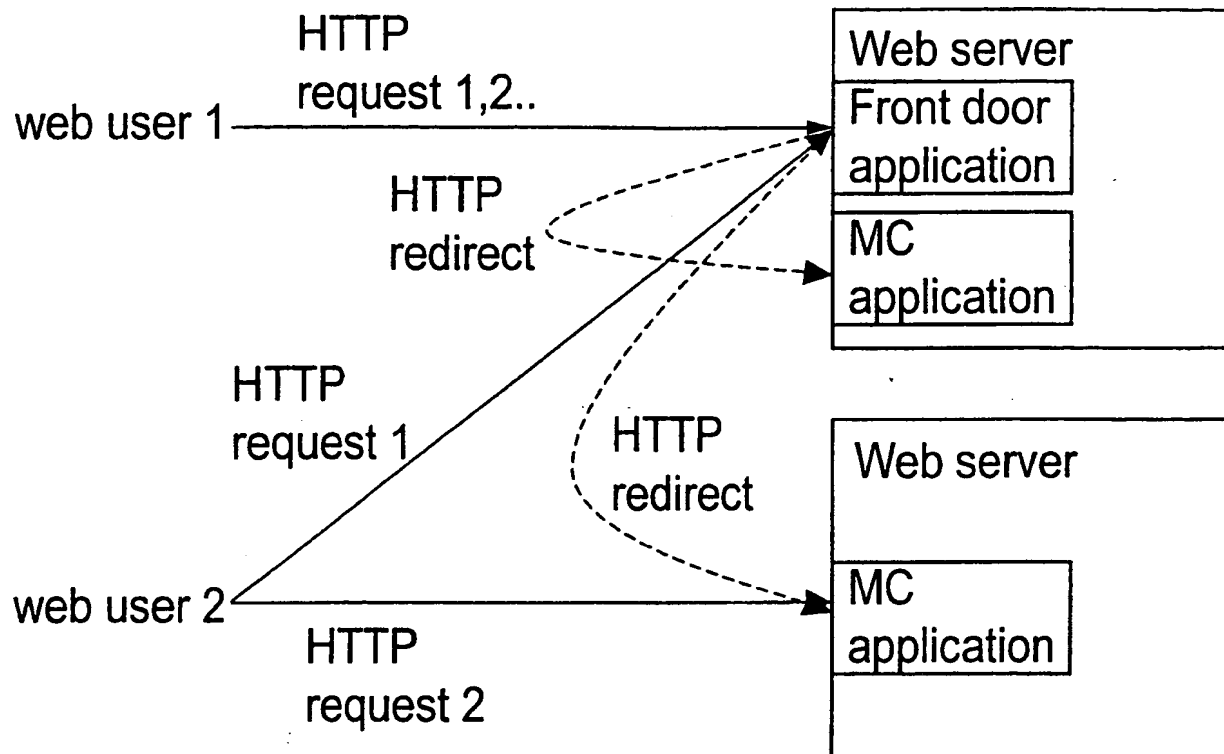 HTTP
request 1,2..
web user 1
Web server
Front door
application
HTTP
redirect
MC
application
HTTP
request 1
HTTP
redirect
Web server
web user 2
MC
application
HTTP
request 2